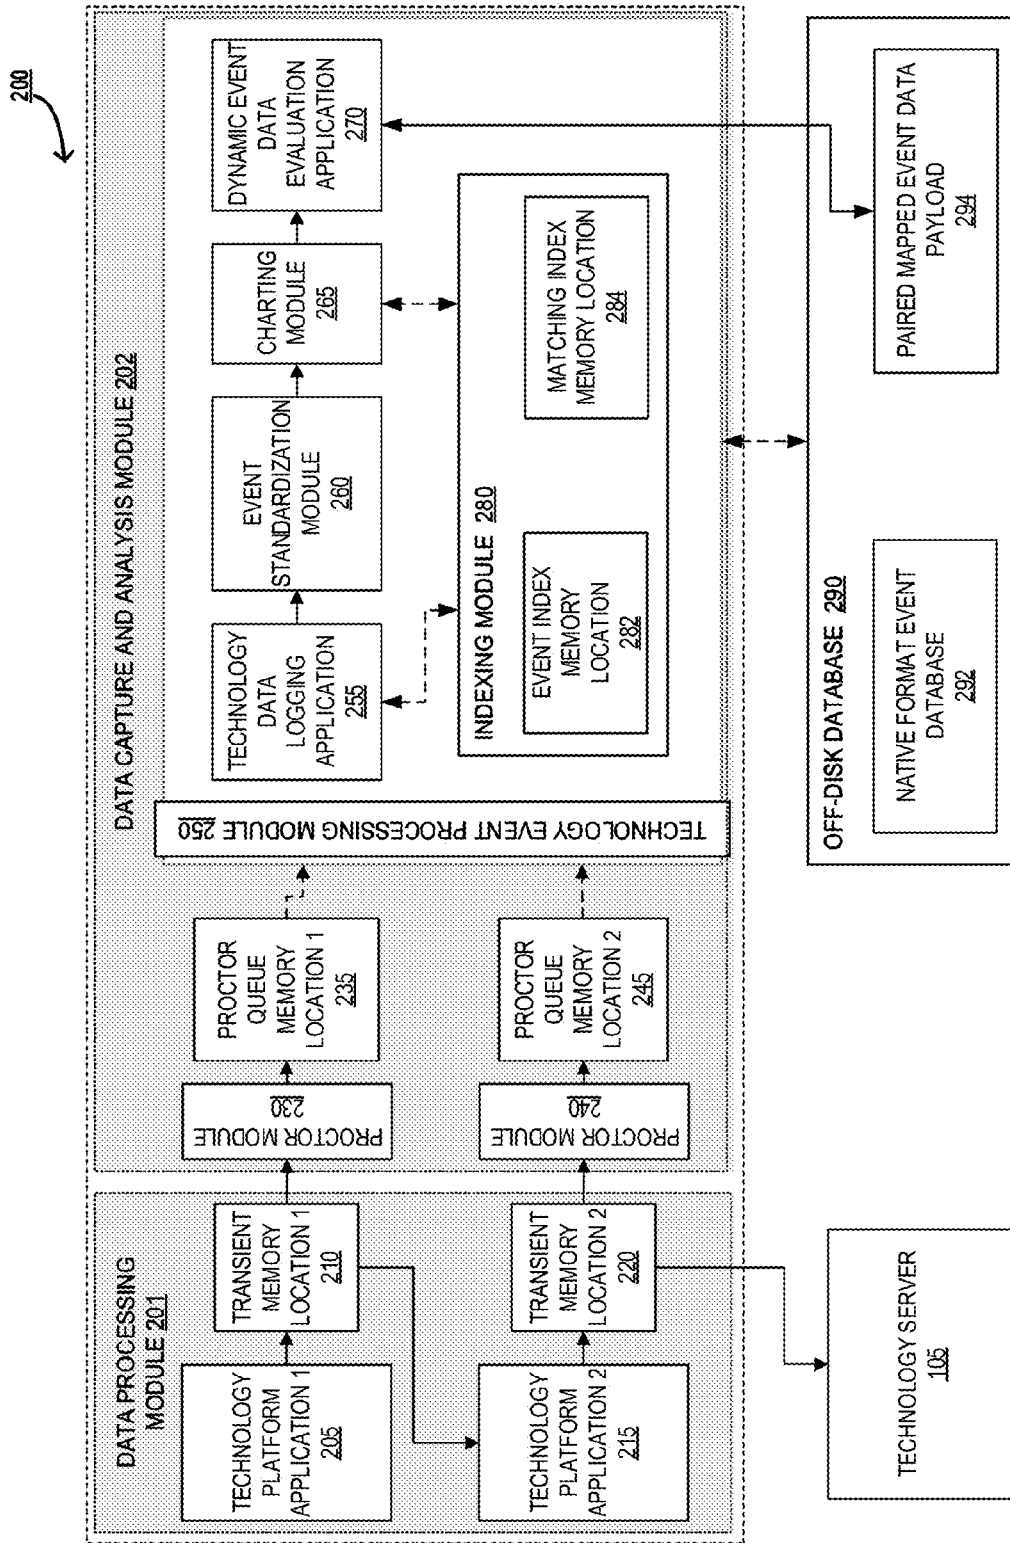 200
DATA PROCESSING
MODULE 201
TECHNOLOGY
PLATFORM
APPLICATION 1
205
TRANSIENT
MEMORY
LOCATION 1
210
TECHNOLOGY
PLATFORM
APPLICATION 2
215
TRANSIENT
MEMORY
LOCATION 2
220
DATA CAPTURE AND ANALYSIS MODULE 202
PROCTOR MODULE
230
PROCTOR
QUEUE
MEMORY
LOCATION 1
235
PROCTOR MODULE
240
PROCTOR
QUEUE
MEMORY
LOCATION 2
245
TECHNOLOGY EVENT PROCESSING MODULE 250
TECHNOLOGY
DATA
LOGGING
APPLICATION
255
EVENT
STANDARDIZATION
MODULE
260
CHARTING
MODULE
265
DYNAMIC EVENT
DATA
EVALUATION
APPLICATION
270
INDEXING MODULE 280
EVENT INDEX
MEMORY
LOCATION
282
MATCHING INDEX
MEMORY LOCATION
284
TECHNOLOGY SERVER
105
OFF-DISK DATABASE 290
NATIVE FORMAT EVENT
DATABASE
292
PAIRED MAPPED EVENT DATA
PAYLOAD
294